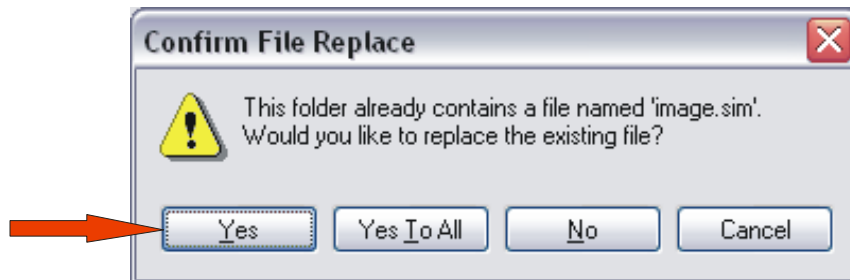 Confirm File Replace
This folder already contains a file named 'image.sim'.
Would you like to replace the existing file?
Yes
Yes To All
No
Cancel